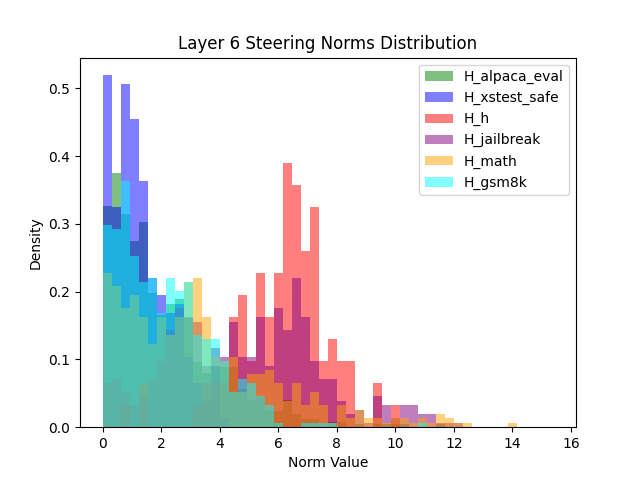 Layer 6 Steering Norms Distribution
H_alpaca_eval
H_xstest_safe
H_h
H_jailbreak
H_math
H_gsm8k
Density
0.5
0.4
0.3
0.2
0.1
0.0
0 2 4 6 8 10 12 14 16
Norm Value